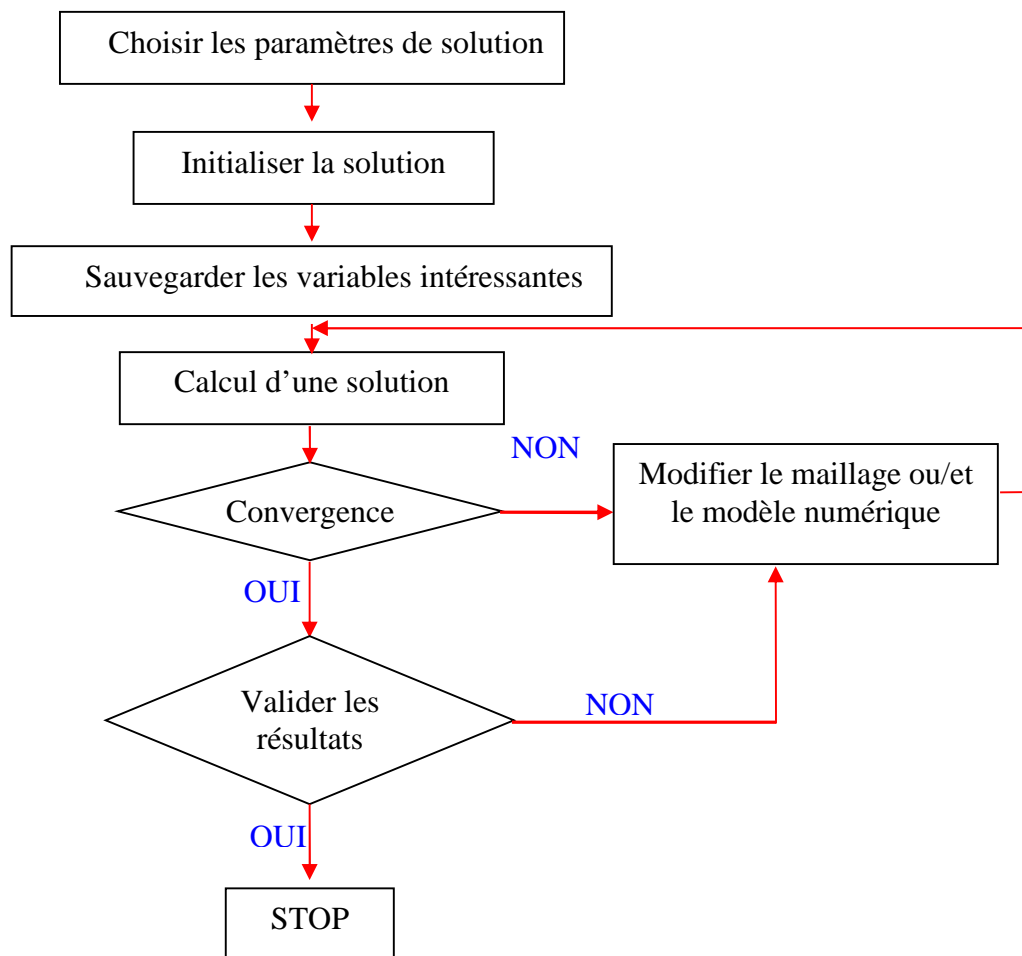 Choisir les paramètres de solution
Initialiser la solution
Sauvegarder les variables intéressantes
Calcul d’une solution
NON
Modifier le maillage ou/et
le modèle numérique
Convergence
OUI
Valider les
résultats
NON
OUI
STOP